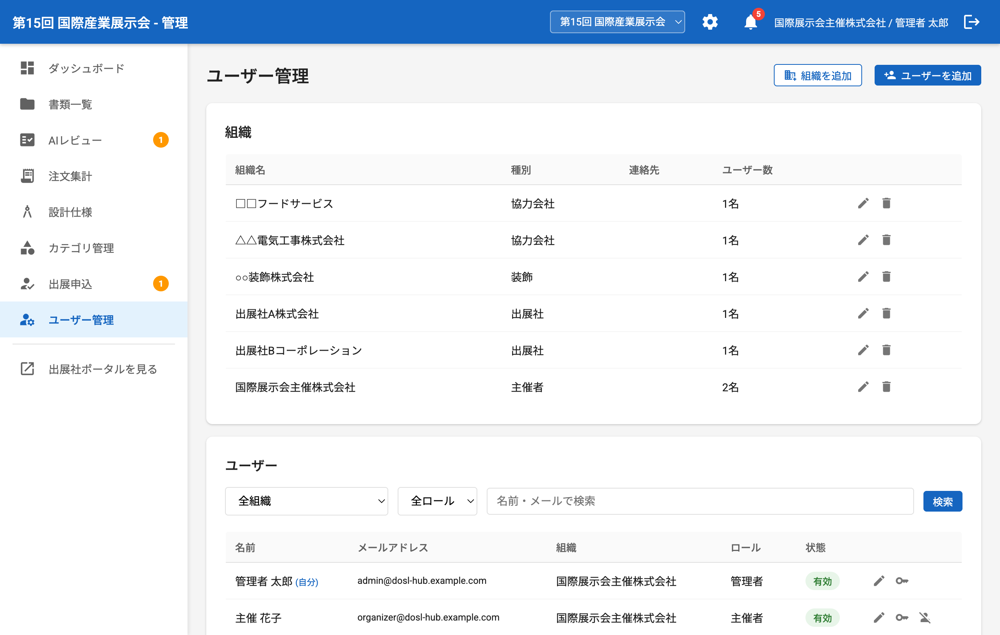 第15回 国際産業展示会 - 管理
第15回 国際産業展示会
5
国際展示会主催株式会社 / 管理者 太郎
ダッシュボード
書類一覧
AIレビュー 1
注文集計
設計仕様
カテゴリ管理
出展申込 1
ユーザー管理
出展社ポータルを見る
ユーザー管理
組織を追加
ユーザーを追加
組織
組織名 種別 連絡先 ユーザー数
□□フードサービス 協力会社 1名
△△電気工事株式会社 協力会社 1名
○○装飾株式会社 装飾 1名
出展社A株式会社 出展社 1名
出展社Bコーポレーション 出展社 1名
国際展示会主催株式会社 主催者 2名
ユーザー
全組織 全ロール 名前・メールで検索 検索
名前 メールアドレス 組織 ロール 状態
管理者 太郎 (自分) admin@dosl-hub.example.com 国際展示会主催株式会社 管理者 有効
主催 花子 organizer@dosl-hub.example.com 国際展示会主催株式会社 主催者 有効